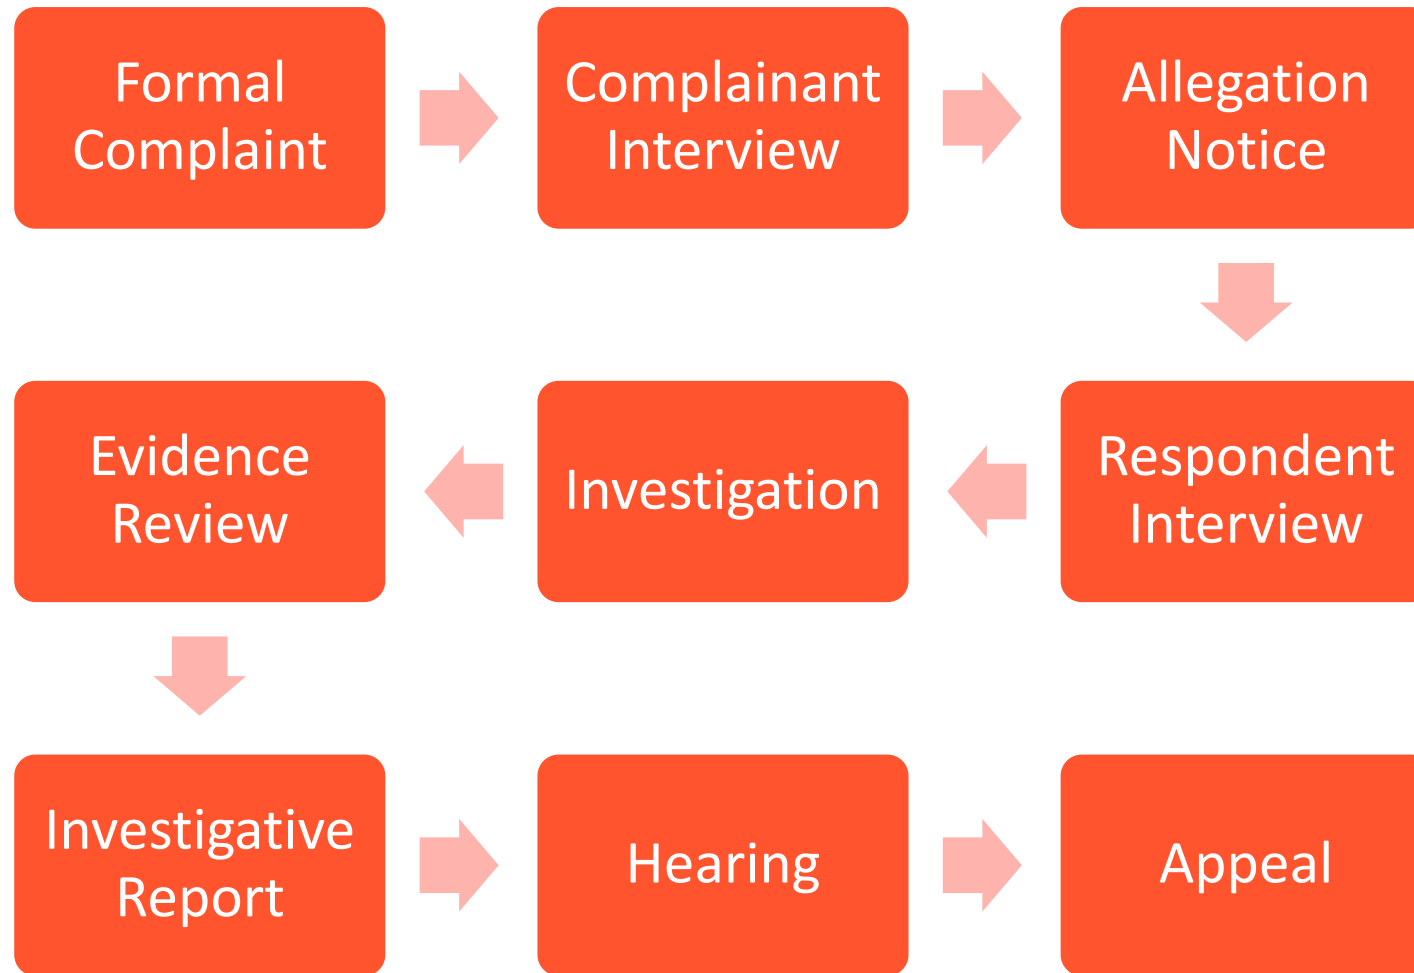 Formal
Complaint
Complainant
Interview
Allegation
Notice
Respondent
Interview
Investigation
Evidence
Review
Investigative
Report
Hearing
Appeal